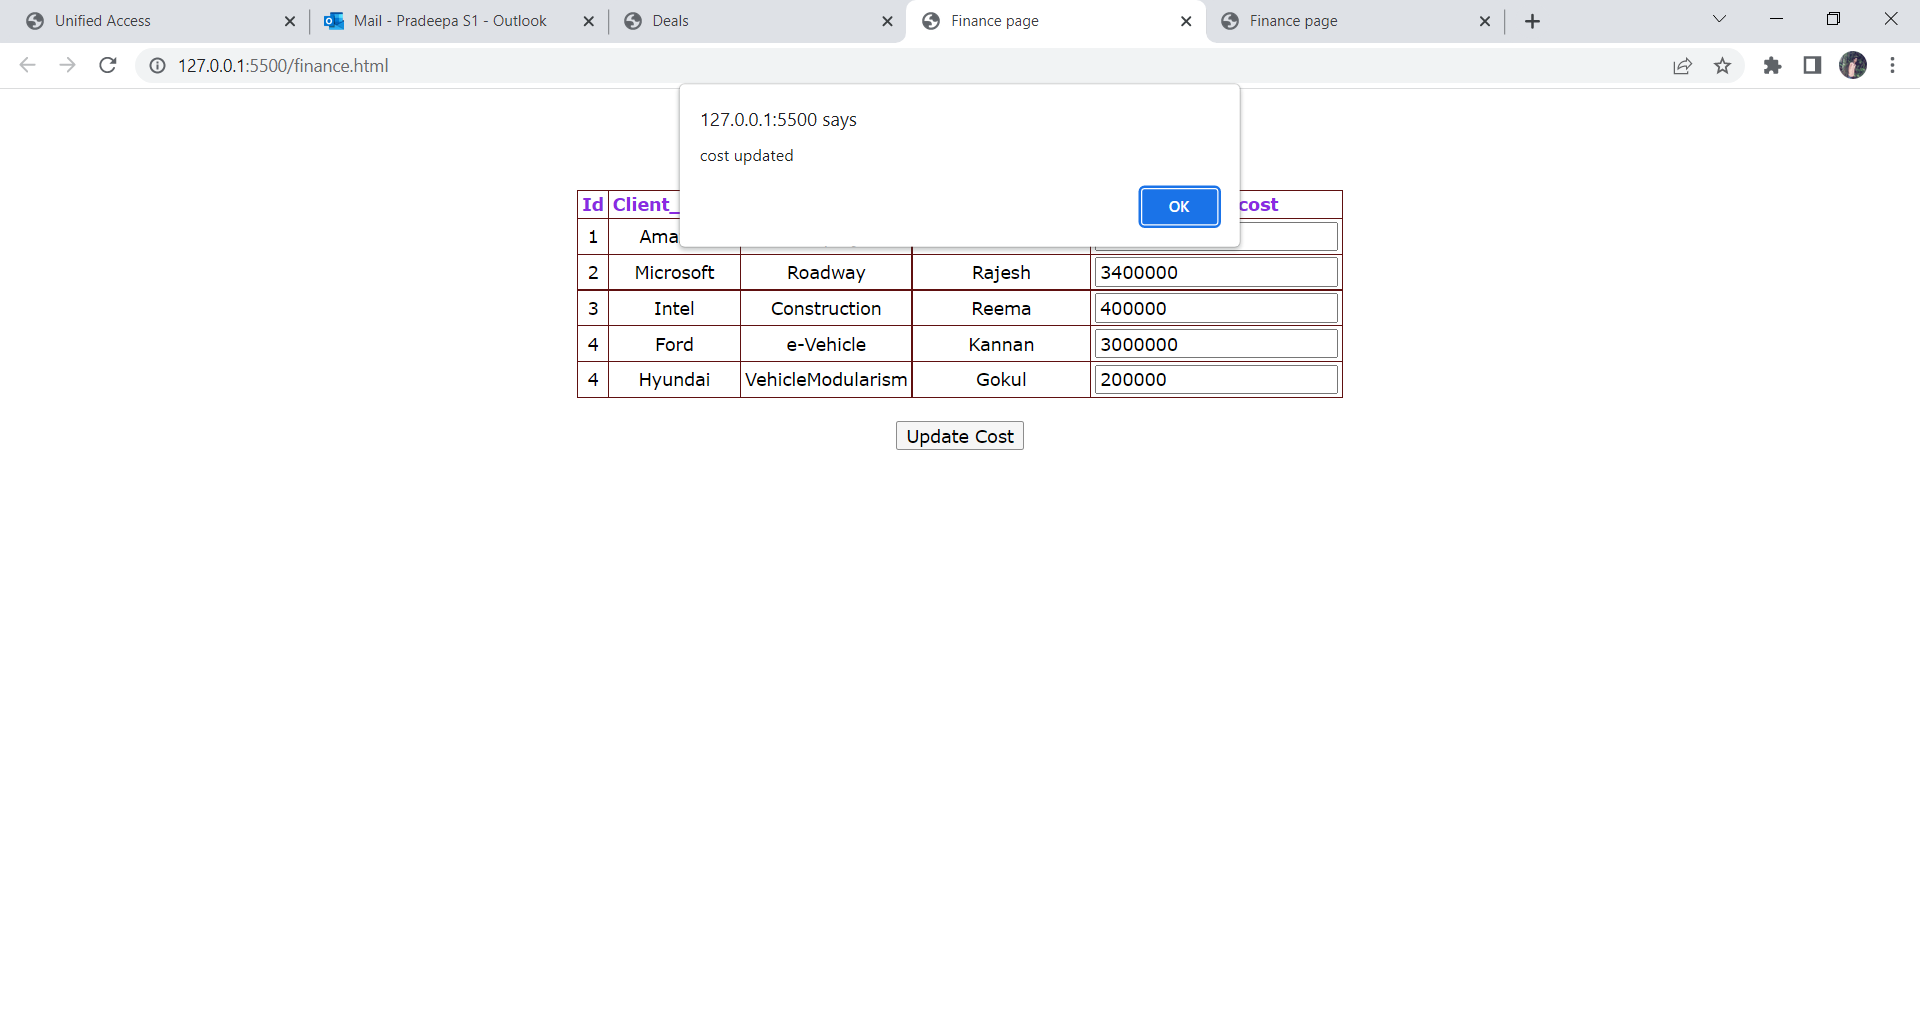 Unified Access
Mail - Pradeepa S1 - Outlook
Deals
Finance page
Finance page
127.0.0.1:5500/finance.html
127.0.0.1:5500 says
cost updated
OK
Id Client_ cost
1 Ama
2 Microsoft Roadway Rajesh 3400000
3 Intel Construction Reema 400000
4 Ford e-Vehicle Kannan 3000000
4 Hyundai VehicleModularism Gokul 200000
Update Cost